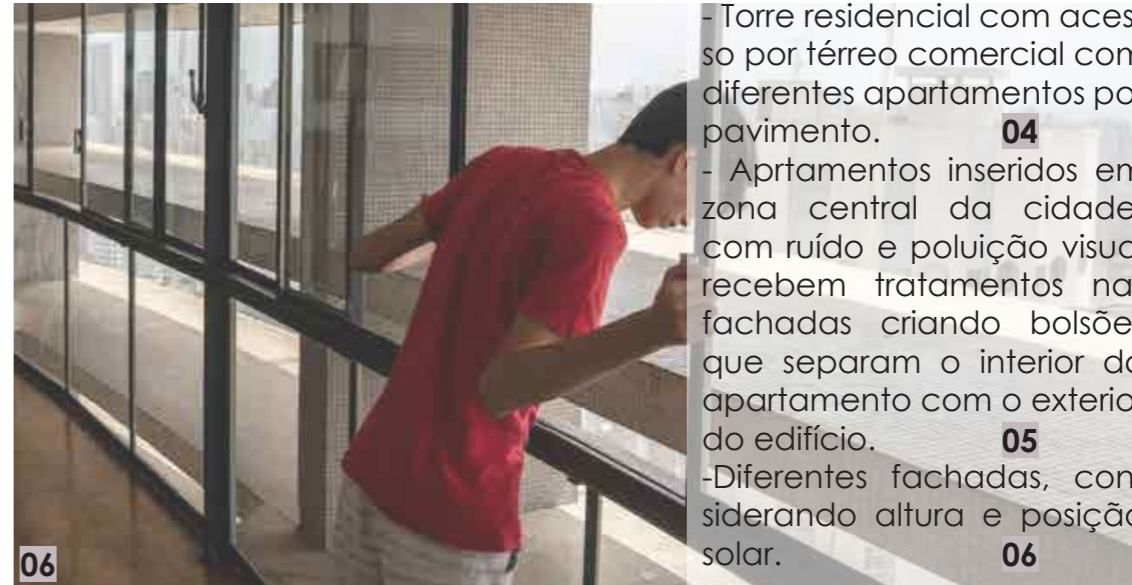 - Torre residencial com aces
so por térreo comercial com
diferentes apartamentos po
pavimento. 04
- Aprtamentos inseridos em
zona central da cidade
com ruído e poluição visua
recebem tratamentos na
fachadas criando bolsõe
que separam o interior do
apartamento com o exterio
do edifício. 05
-Diferentes fachadas, con
siderando altura e posição
solar. 06
06